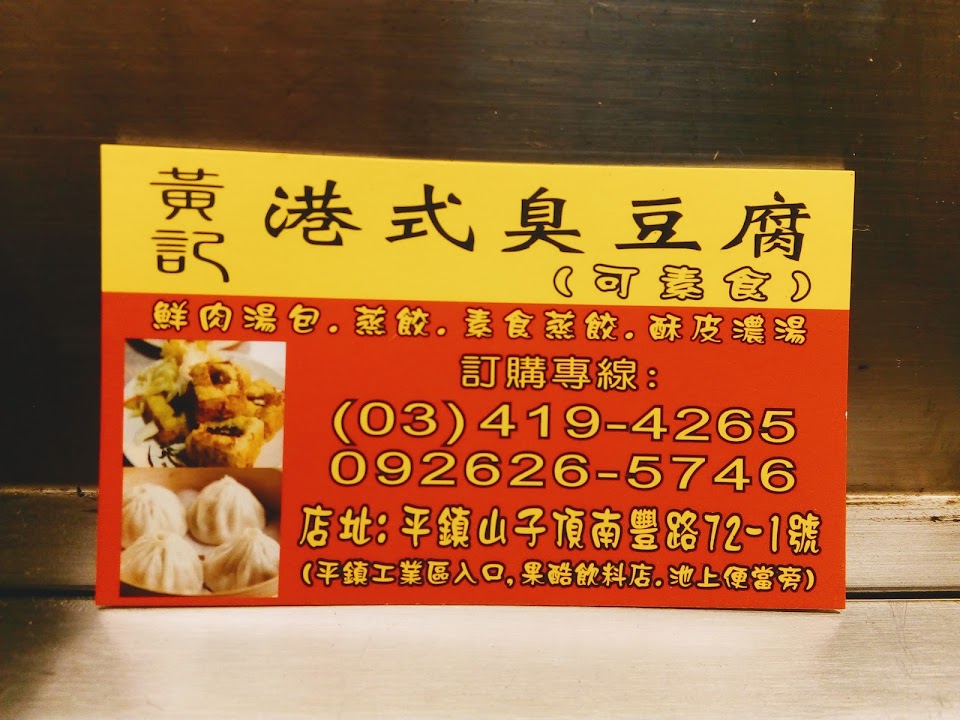 黃記
港式臭豆腐
(可素食)
鮮肉湯包.蒸餃.素食蒸餃.酥皮濃湯
訂購專線:
(03)419-4265
092626-5746
店址:平鎮山子頂南豐路72-1號
(平鎮工業區入口,果酷飲料店.池上便當旁)